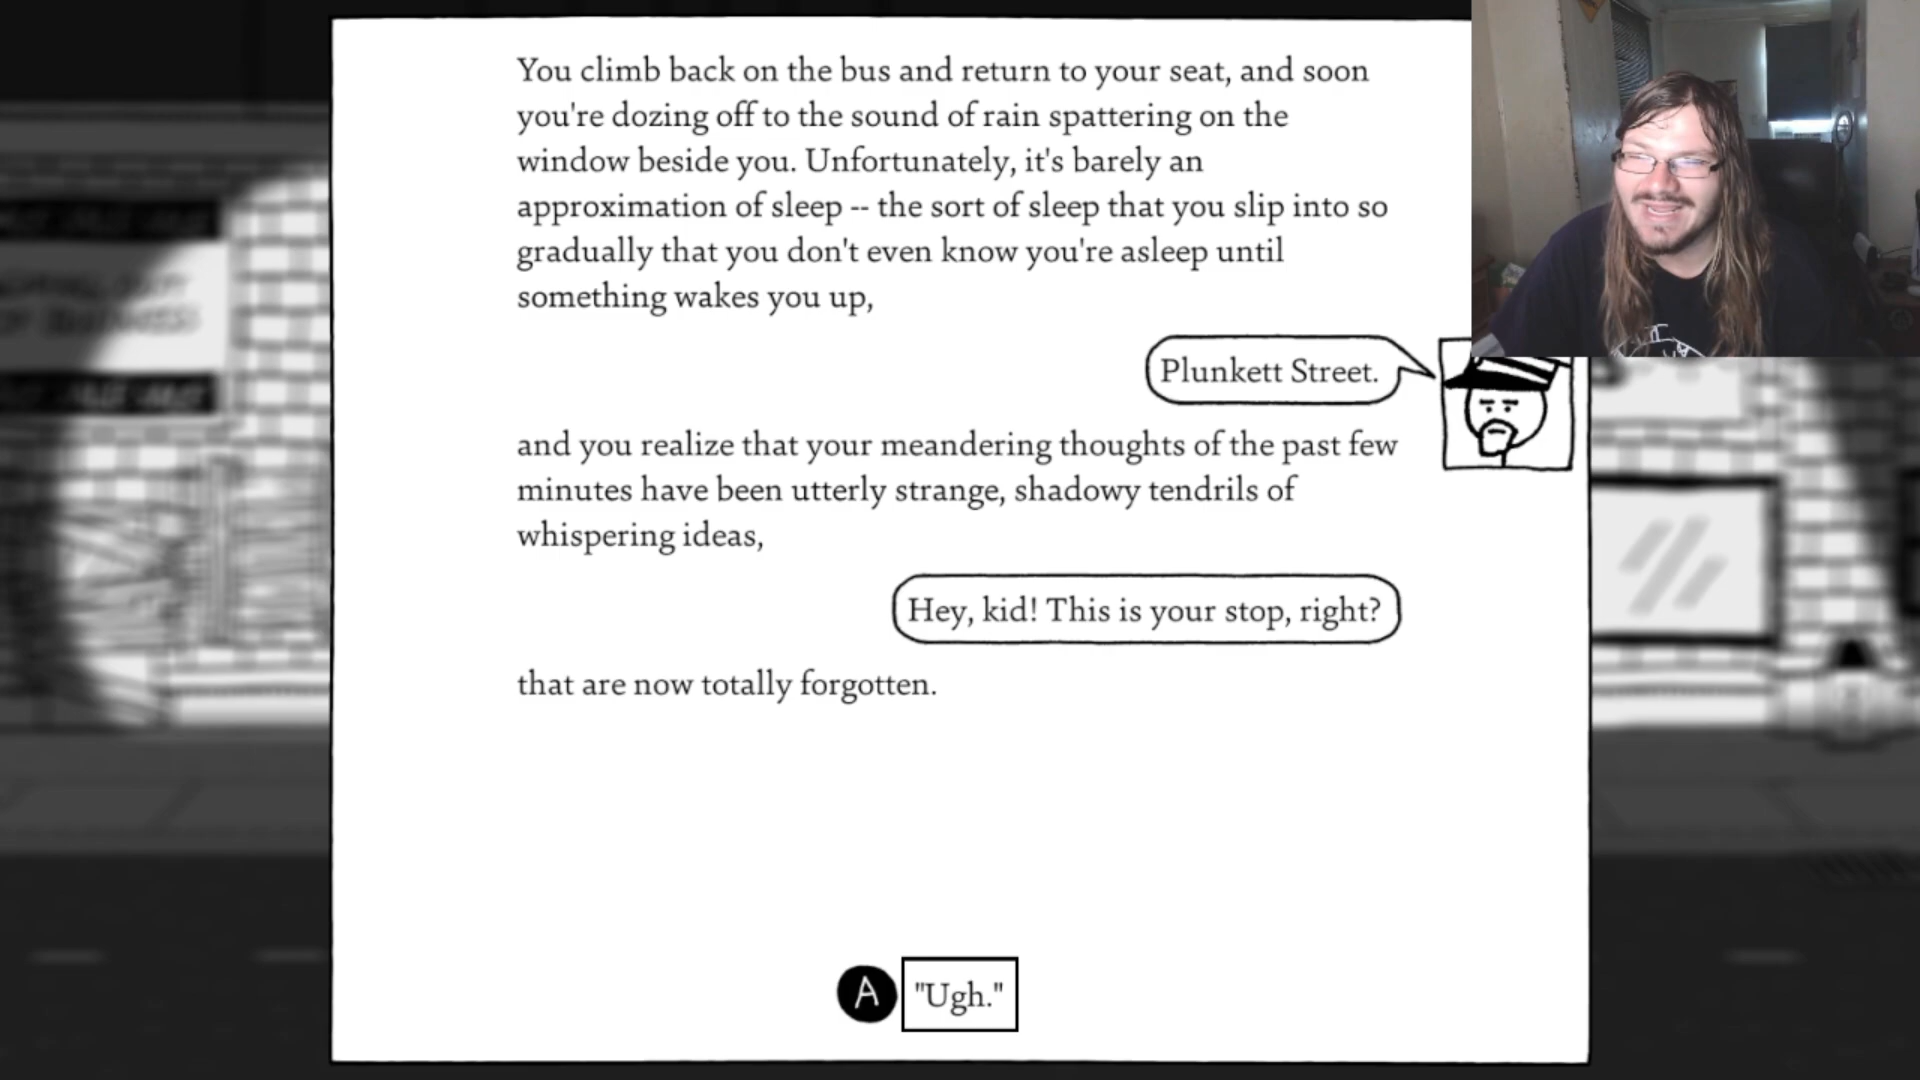 You climb back on the bus and return to your seat, and soon
you're dozing off to the sound of rain spattering on the
window beside you. Unfortunately, it's barely an
approximation of sleep -- the sort of sleep that you slip into so
gradually that you don't even know you're asleep until
something wakes you up,
Plunkett Street.
and you realize that your meandering thoughts of the past few
minutes have been utterly strange, shadowy tendrils of
whispering ideas,
Hey, kid! This is your stop, right?
that are now totally forgotten.
A "Ugh."